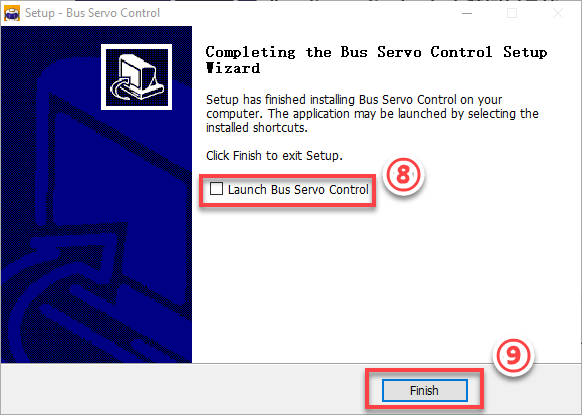 Setup - Bus Servo Control
Completing the Bus Servo Control Setup
Wizard
Setup has finished installing Bus Servo Control on your
computer. The application may be launched by selecting the
installed shortcuts.
Click Finish to exit Setup.
Launch Bus Servo Control
8
9
Finish